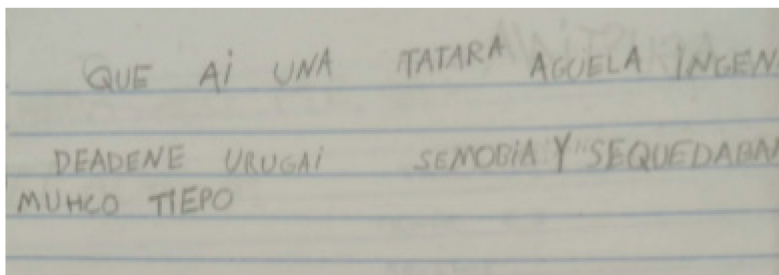 QUE Ai UNA TATARA AGUELA INGEN
DEADENE URUGAi SEMOBiA Y SEQUEDABA
MUHCO TIEPO